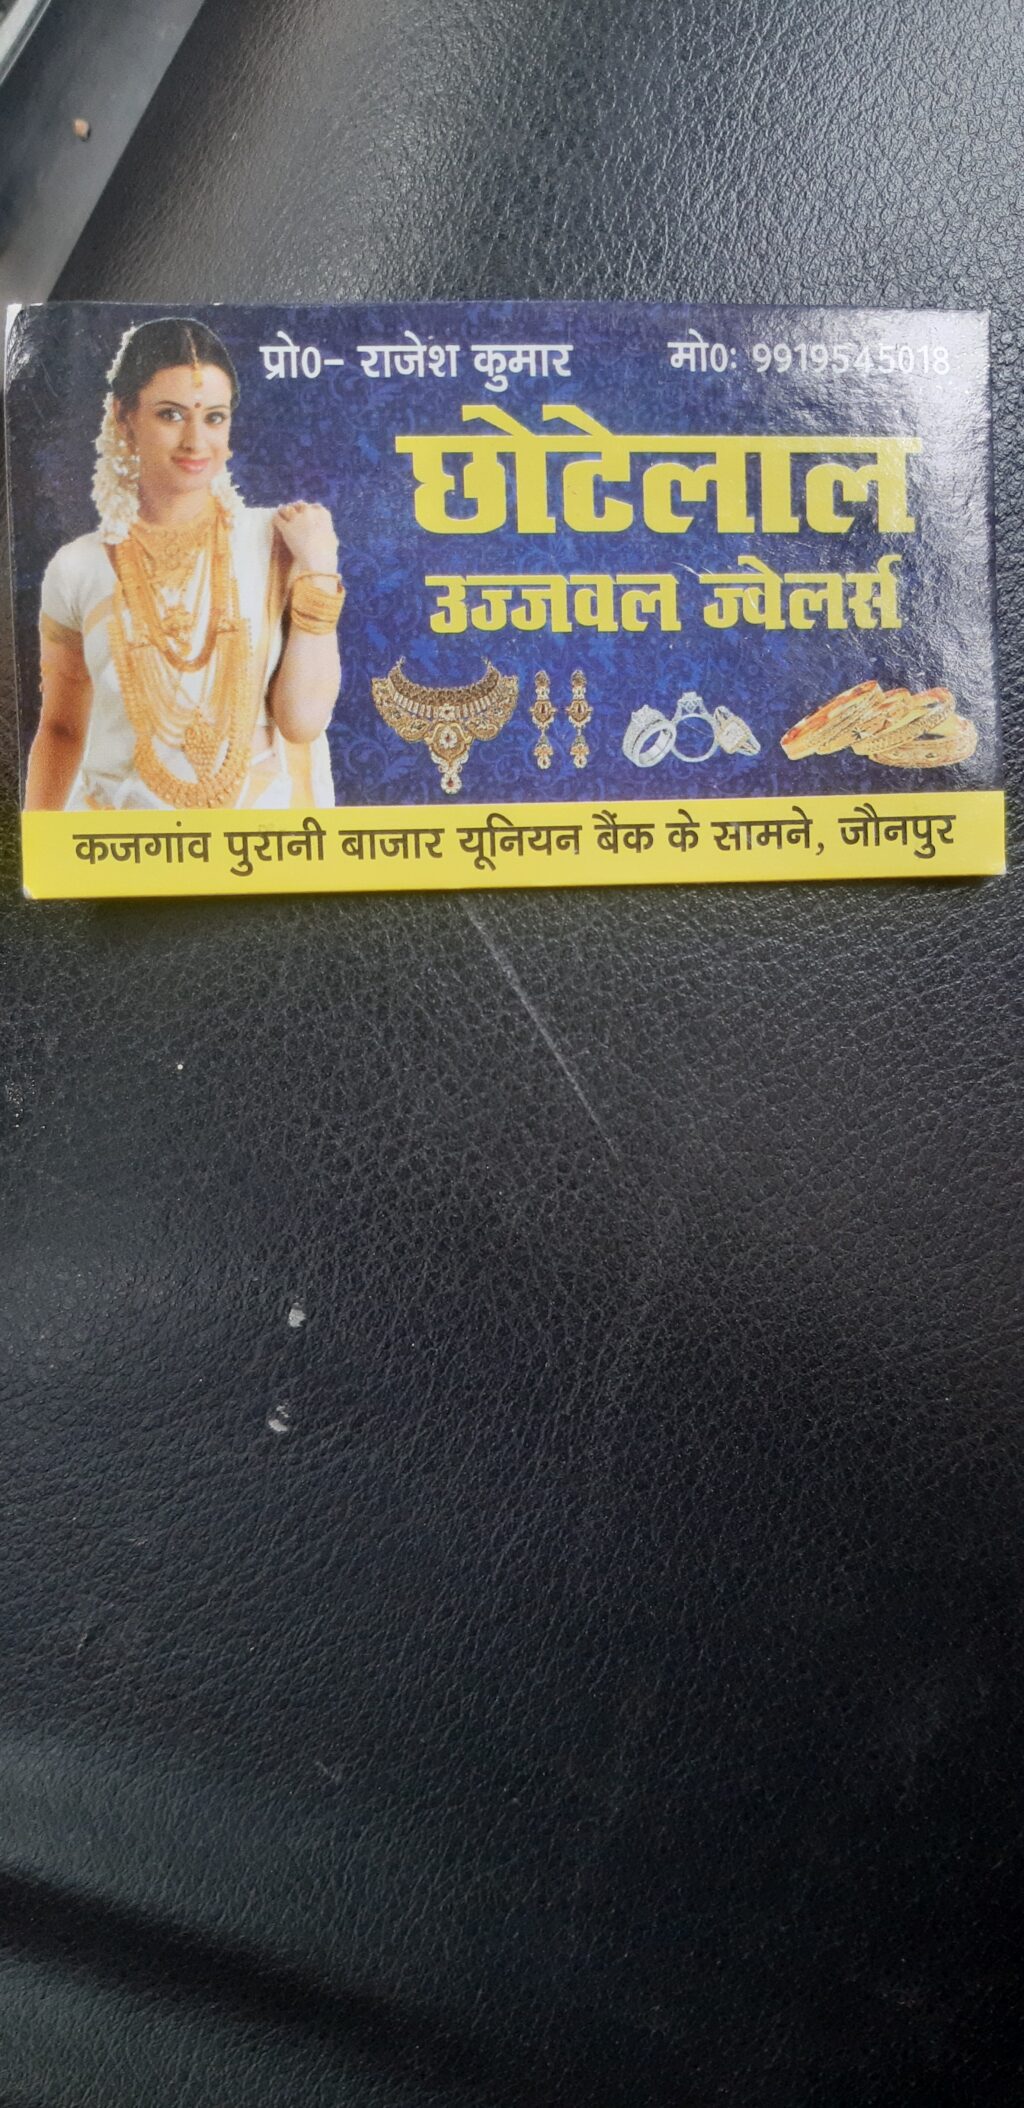 प्रो0- राजेश कुमार मो0: 9919545018
छोटेलाल
उज्जवल ज्वेलर्स
कजगांव पुरानी बाजार यूनियन बैंक के सामने, जौनपुर